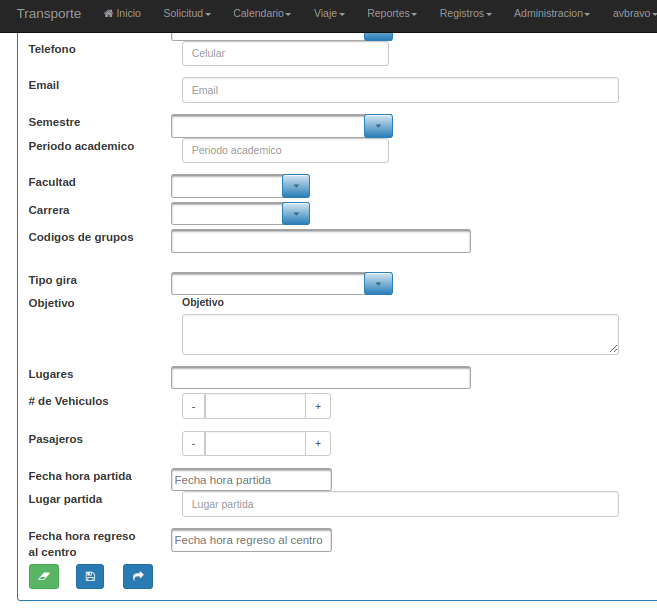 Transporte Inicio Solicitud Calendario Viaje Reportes Registros Administracion avbravo
Telefono Celular
Email Email
Semestre
Periodo academico Periodo academico
Facultad
Carrera
Codigos de grupos
Tipo gira
Objetivo Objetivo
Lugares
# de Vehiculos - +
Pasajeros - +
Fecha hora partida Fecha hora partida
Lugar partida Lugar partida
Fecha hora regreso Fecha hora regreso al centro
al centro